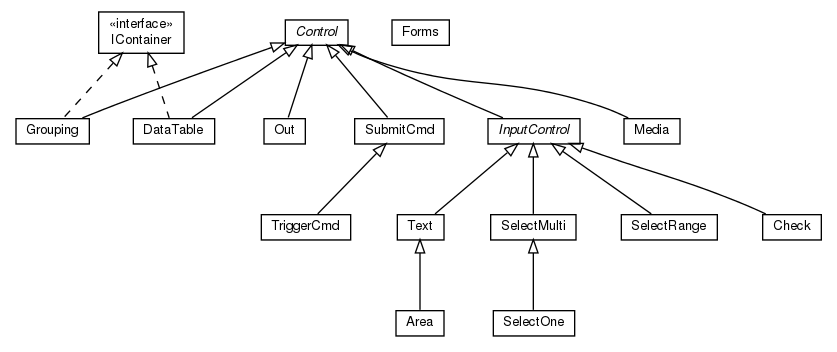 «interface»
IContainer
Control
Forms
Grouping
DataTable
Out
SubmitCmd
InputControl
Media
TriggerCmd
Text
SelectMulti
SelectRange
Check
Area
SelectOne